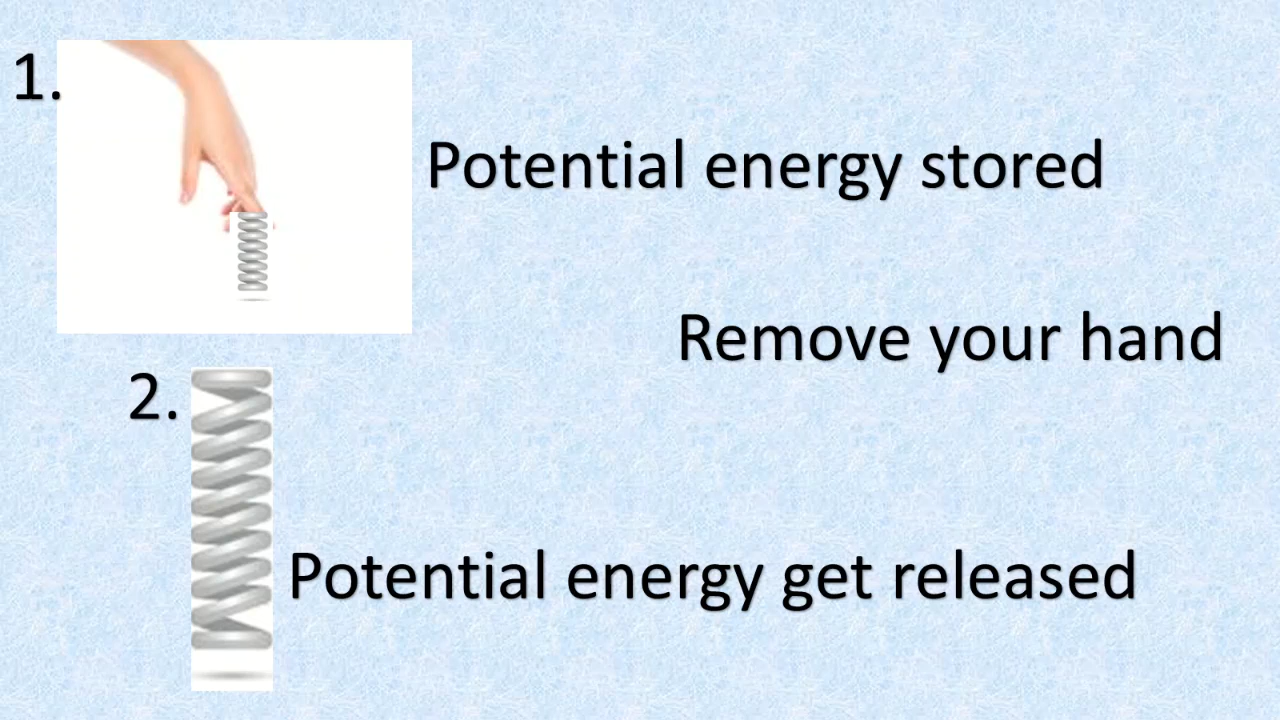 1.
Potential energy stored
Remove your hand
2.
Potential energy get released